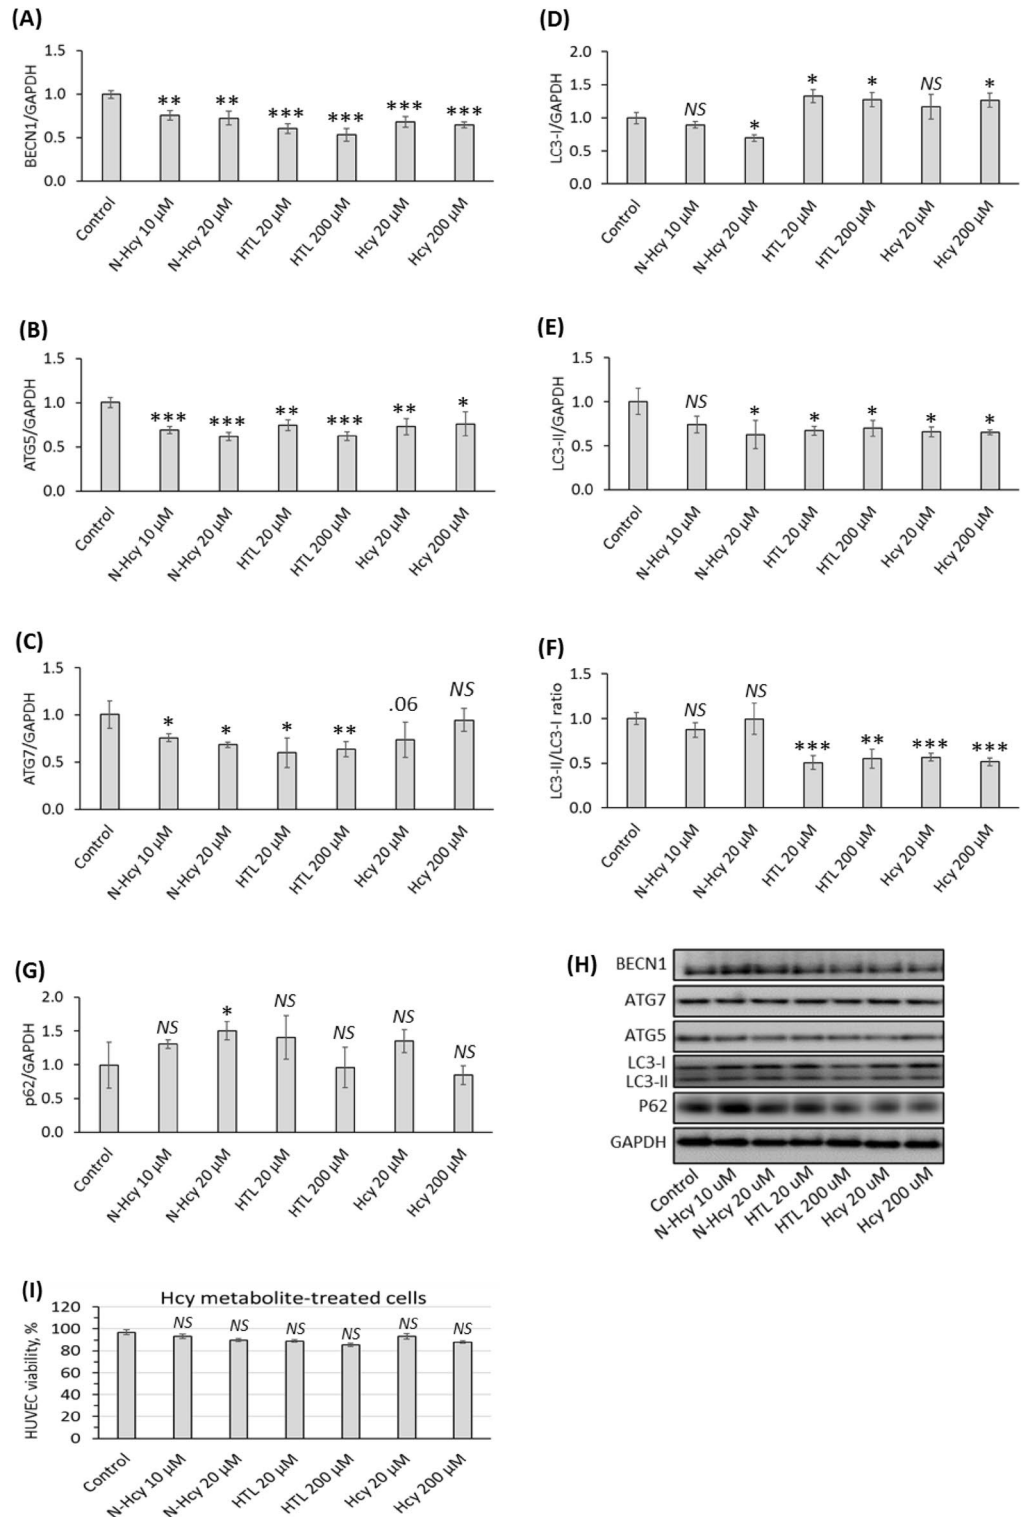 (A)
BECN1/GAPDH
1.5
1.0
0.5
0.0
** ** *** *** *** ***
Control
N-Hcy 10 µM
N-Hcy 20 µM
HTL 20 µM
HTL 200 µM
Hcy 20 µM
Hcy 200 µM
(B)
ATG5/GAPDH
1.5
1.0
0.5
0.0
*** *** ** *** ** *
Control
N-Hcy 10 µM
N-Hcy 20 µM
HTL 20 µM
HTL 200 µM
Hcy 20 µM
Hcy 200 µM
(C)
ATG7/GAPDH
1.5
1.0
0.5
0.0
* * * ** .06 NS
Control
N-Hcy 10 µM
N-Hcy 20 µM
HTL 20 µM
HTL 200 µM
Hcy 20 µM
Hcy 200 µM
(D)
LC3-I/GAPDH
2.0
1.5
1.0
0.5
0.0
NS * * * NS *
Control
N-Hcy 10 µM
N-Hcy 20 µM
HTL 20 µM
HTL 200 µM
Hcy 20 µM
Hcy 200 µM
(E)
LC3-II/GAPDH
1.5
1.0
0.5
0.0
NS * * * * *
Control
N-Hcy 10 µM
N-Hcy 20 µM
HTL 20 µM
HTL 200 µM
Hcy 20 µM
Hcy 200 µM
(F)
LC3-II/LC3-I ratio
1.5
1.0
0.5
0.0
NS NS *** ** *** ***
Control
N-Hcy 10 µM
N-Hcy 20 µM
HTL 20 µM
HTL 200 µM
Hcy 20 µM
Hcy 200 µM
(G)
p62/GAPDH
2.0
1.5
1.0
0.5
0.0
NS * NS NS NS NS
Control
N-Hcy 10 µM
N-Hcy 20 µM
HTL 20 µM
HTL 200 µM
Hcy 20 µM
Hcy 200 µM
(H)
BECN1
ATG7
ATG5
LC3-I
LC3-II
P62
GAPDH
Control
N-Hcy 10 uM
N-Hcy 20 uM
HTL 20 uM
HTL 200 uM
Hcy 20 uM
Hcy 200 uM
(I)
Hcy metabolite-treated cells
HUVEC viability, %
120
100
80
60
40
20
0
NS NS NS NS NS NS
Control
N-Hcy 10 µM
N-Hcy 20 µM
HTL 20 µM
HTL 200 µM
Hcy 20 µM
Hcy 200 µM